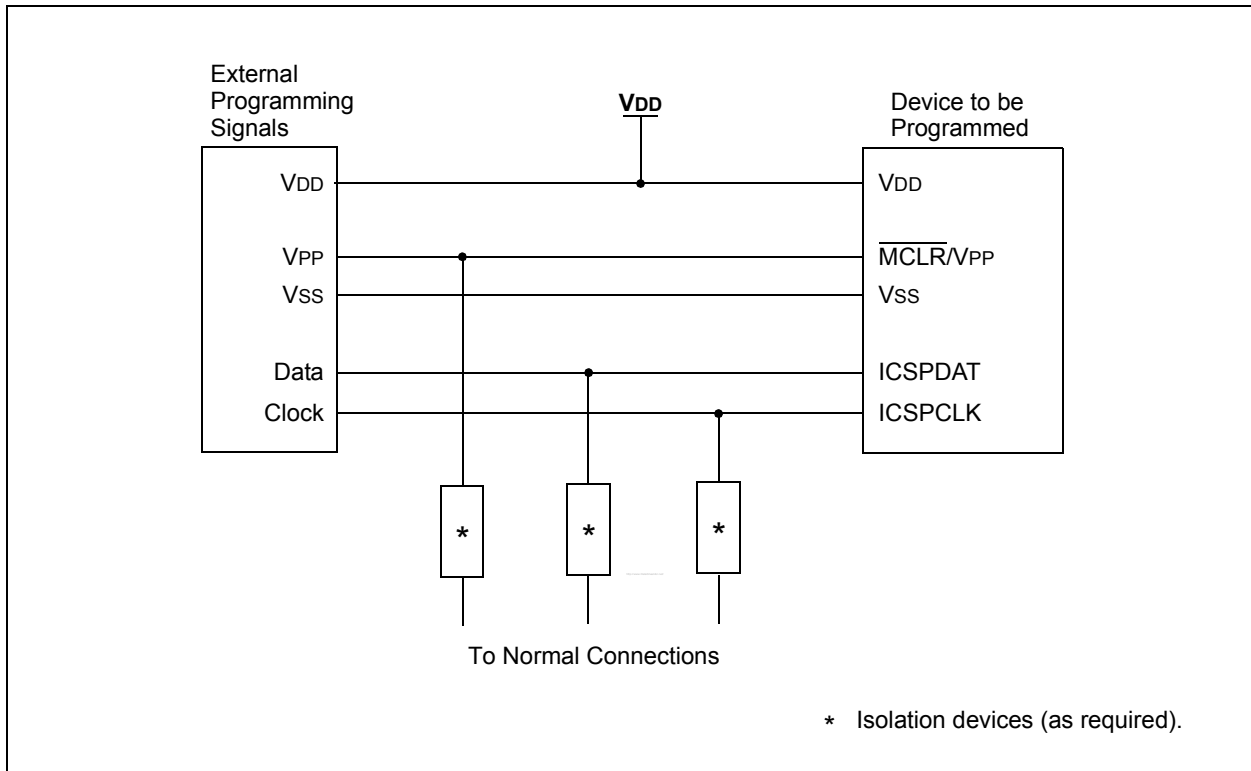 External
Programming
Signals
VDD
Device to be
Programmed
VDD
VDD
VPP
MCLR/VPP
VSS
VSS
Data
ICSPDAT
Clock
ICSPCLK
*
*
*
To Normal Connections
* Isolation devices (as required).